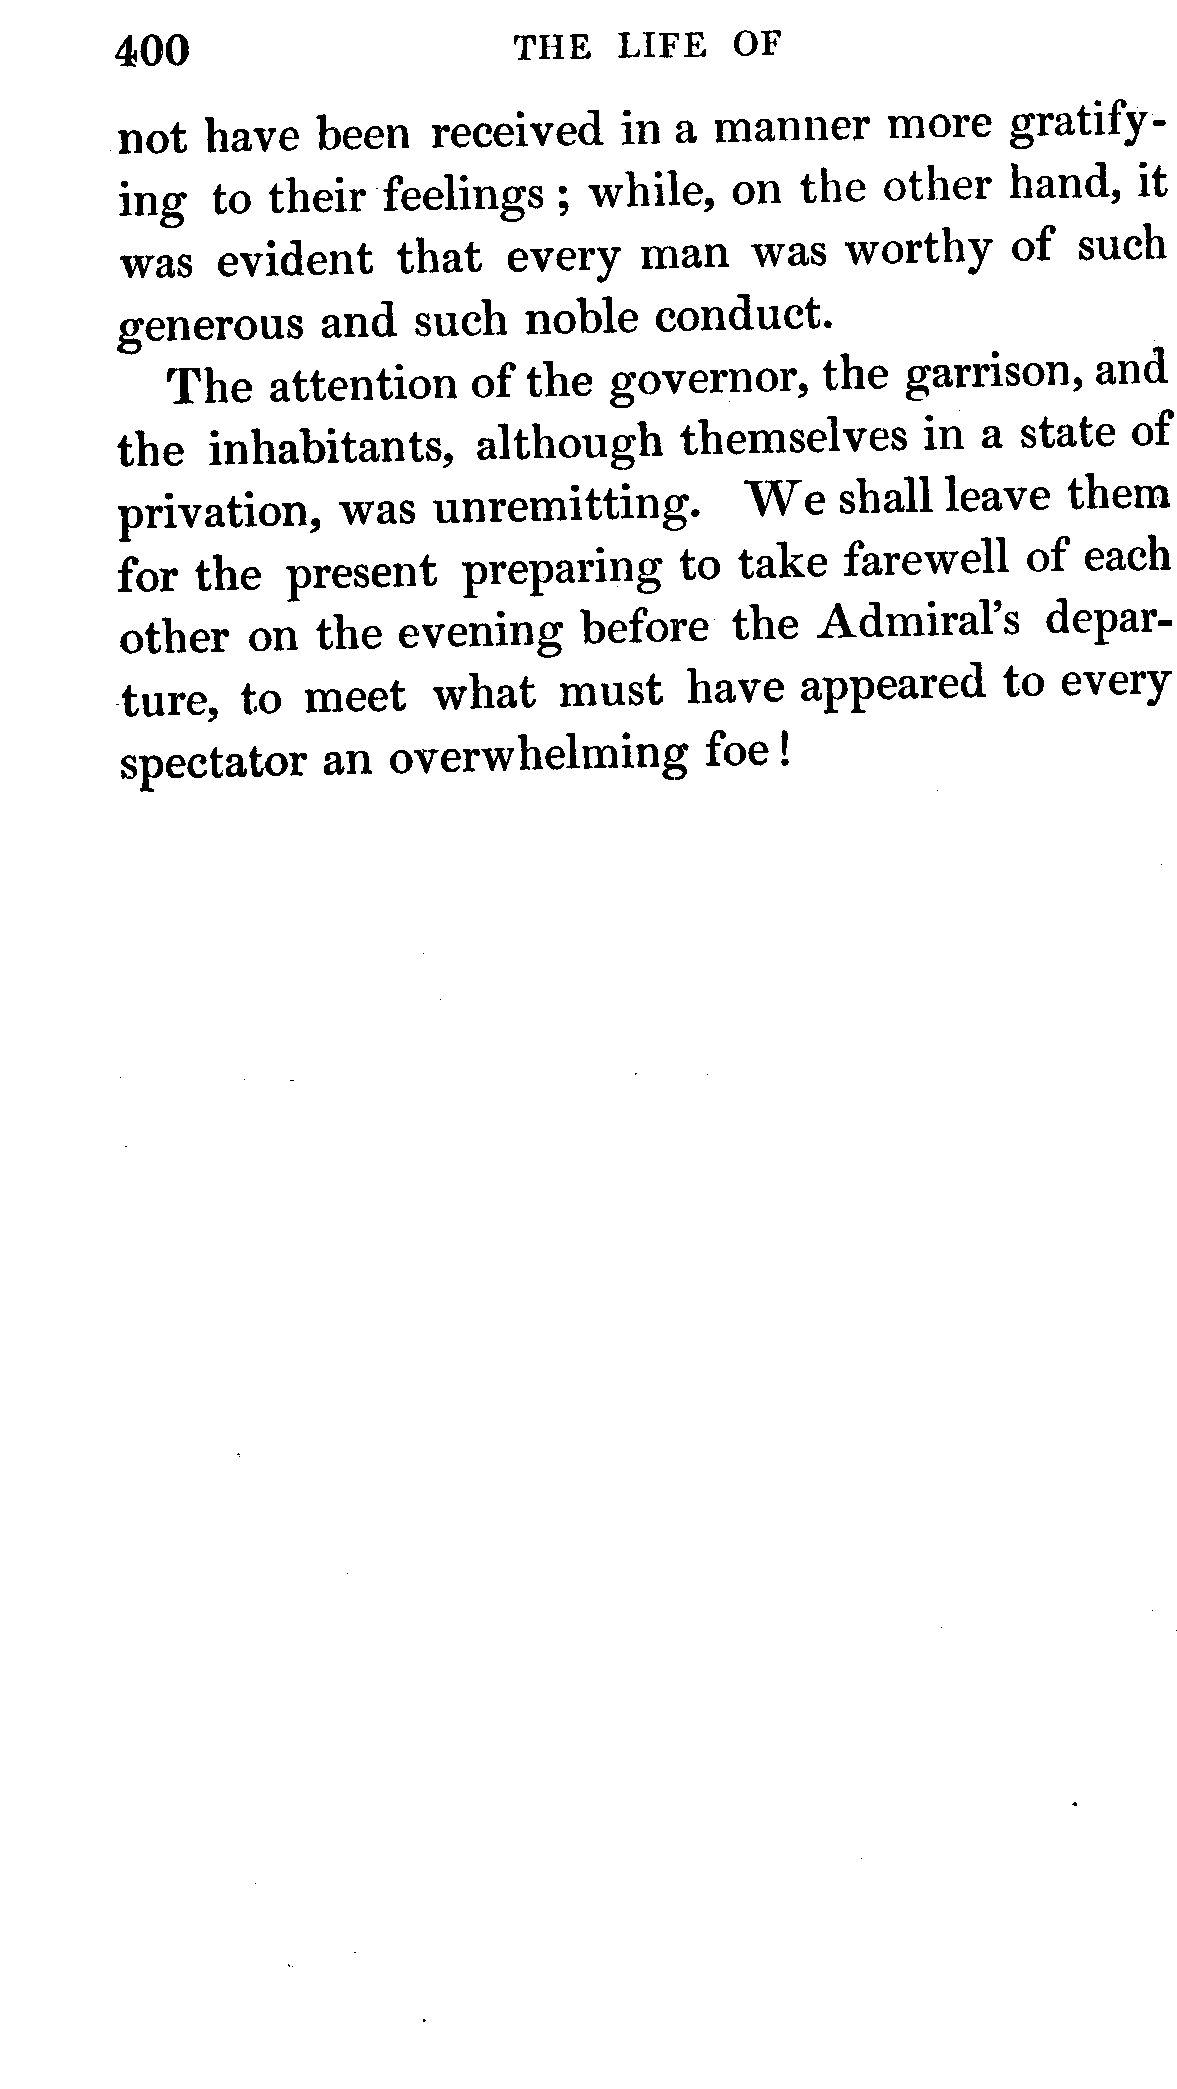 400 THE LIFE OF
not have been received in a manner more gratify-
ing to their feelings ; while, on the other hand, it
was evident that every man was worthy of such
generous and such noble conduct.
The attention of the governor, the garrison, and
the inhabitants, although themselves in a state of
privation, was unremitting. We shall leave them
for the present preparing to take farewell of each
other on the evening before the Admiral's depar-
ture, to meet what must have appeared to every
spectator an overwhelming foe !